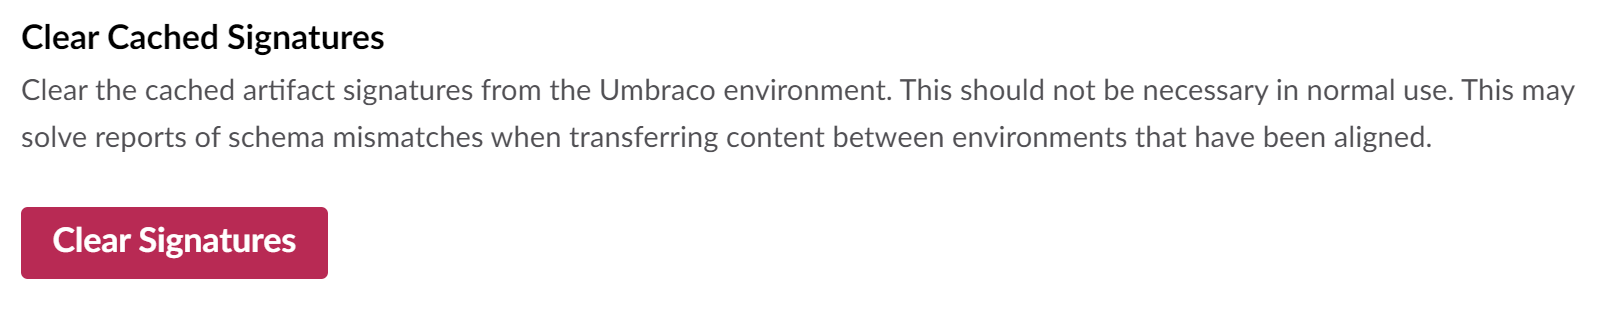 Clear Cached Signatures
Clear the cached artifact signatures from the Umbraco environment. This should not be necessary in normal use. This may
solve reports of schema mismatches when transferring content between environments that have been aligned.
Clear Signatures